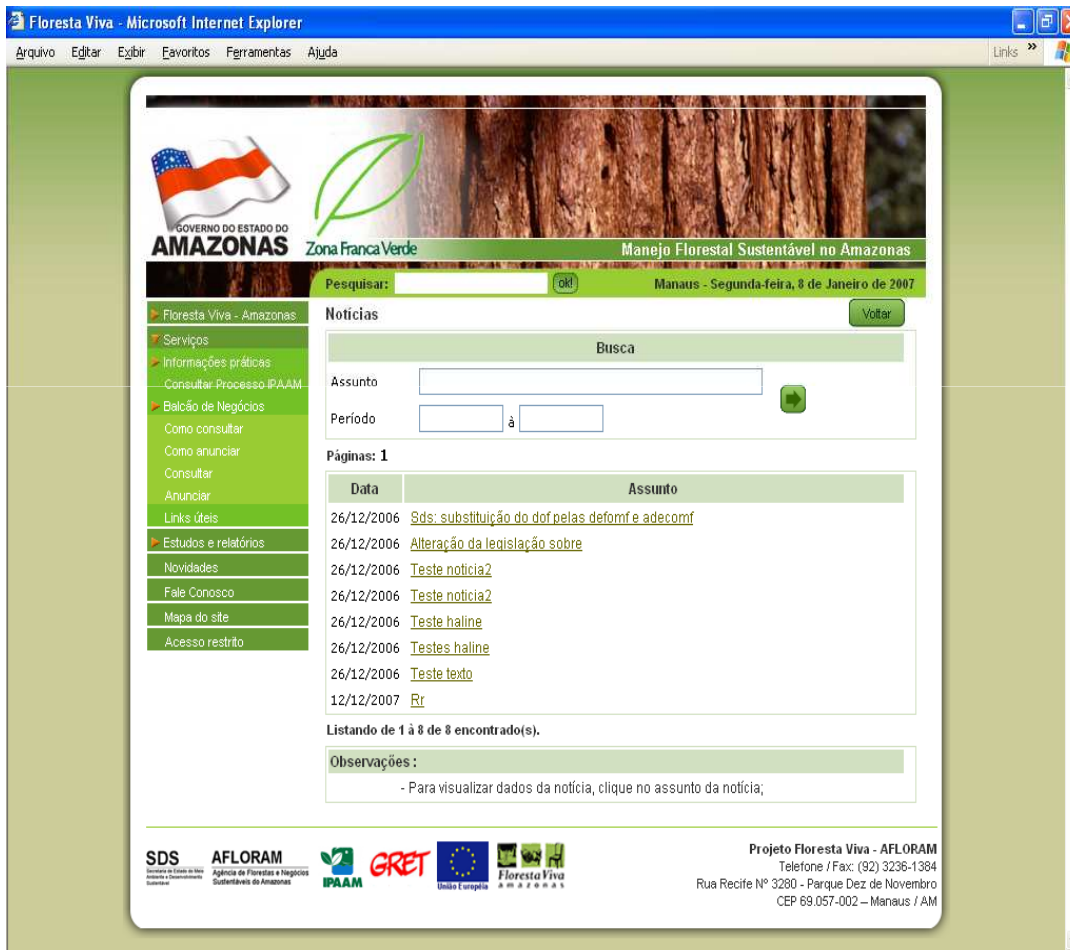 Floresta Viva - Microsoft Internet Explorer
Arquivo Editar Exibir Favoritos Ferramentas Ajuda
Links »
GOVERNO DO ESTADO DO
AMAZONAS
Zona Franca Verde
Manejo Florestal Sustentável no Amazonas
Pesquisar:
ok!
Manaus - Segunda-feira, 8 de Janeiro de 2007
Floresta Viva - Amazonas
Serviços
Informações práticas
Consultar Processo IPAAM
Balcão de Negócios
Como consultar
Como anunciar
Consultar
Anunciar
Links úteis
Estudos e relatórios
Novidades
Fale Conosco
Mapa do site
Acesso restrito
Notícias
Voltar
Busca
Assunto
Período
à
Páginas: 1
Data Assunto
26/12/2006 Sds: substituição do dof pelas defomf e adecomf
26/12/2006 Alteração da legislação sobre
26/12/2006 Teste noticia2
26/12/2006 Teste noticia2
26/12/2006 Teste haline
26/12/2006 Testes haline
26/12/2006 Teste texto
12/12/2007 Rr
Listando de 1 à 8 de 8 encontrado(s).
Observações :
- Para visualizar dados da notícia, clique no assunto da notícia;
SDS
Secretaria de Estado do Meio
Ambiente e Desenvolvimento
Sustentável
AFLORAM
Agência de Florestas e Negócios
Sustentáveis do Amazonas
IPAAM
GRET
União Européia
Floresta Viva
amazonas
Projeto Floresta Viva - AFLORAM
Telefone / Fax: (92) 3236-1384
Rua Recife Nº 3280 - Parque Dez de Novembro
CEP 69.057-002 – Manaus / AM